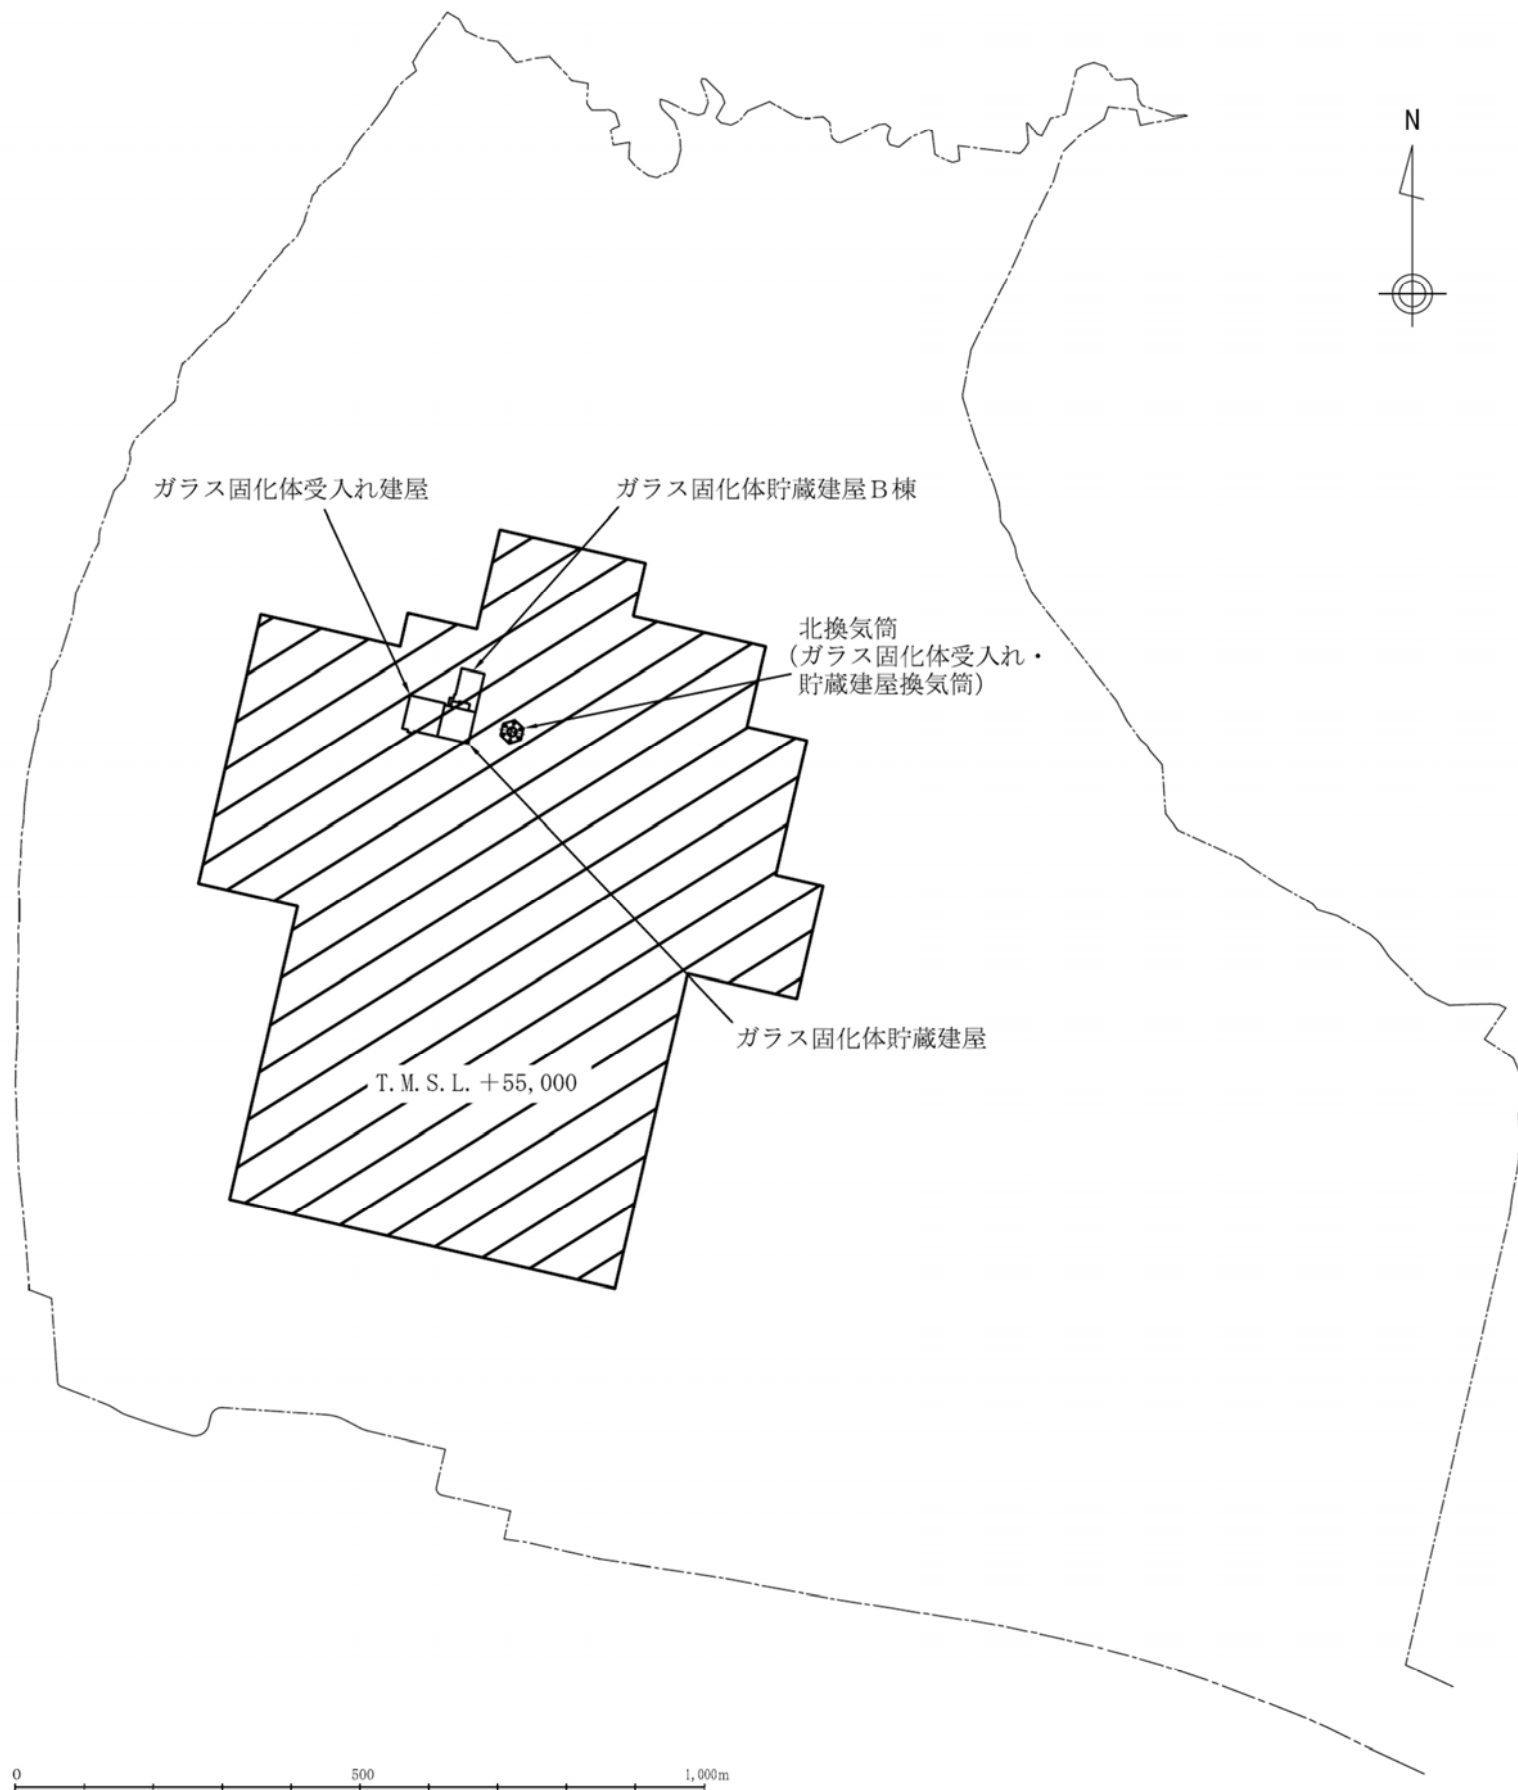 N
ガラス固化体受入れ建屋
ガラス固化体貯蔵建屋B棟
北換気筒
(ガラス固化体受入れ・
貯蔵建屋換気筒)
ガラス固化体貯蔵建屋
T.M.S.L. +55,000
0 500 1,000m